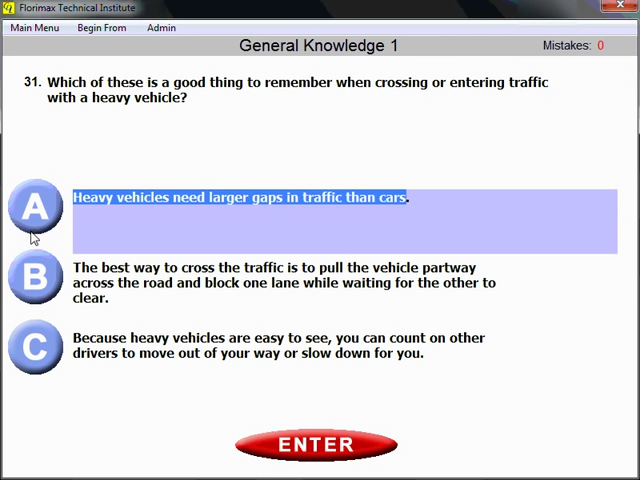 Florimax Technical Institute
Main Menu Begin From Admin
General Knowledge 1 Mistakes: 0
31. Which of these is a good thing to remember when crossing or entering traffic
with a heavy vehicle?
A Heavy vehicles need larger gaps in traffic than cars.
B The best way to cross the traffic is to pull the vehicle partway
across the road and block one lane while waiting for the other to
clear.
C Because heavy vehicles are easy to see, you can count on other
drivers to move out of your way or slow down for you.
ENTER